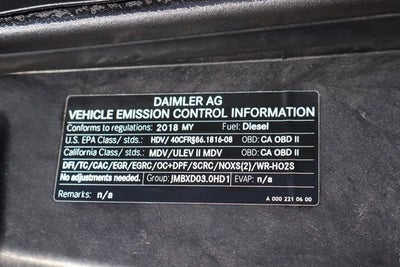 DAIMLER AG
VEHICLE EMISSION CONTROL INFORMATION
Conforms to regulations: 2018 MY Fuel: Diesel
U.S. EPA Class/ stds.: HDV/ 40CFR§86.1816-08 OBD: CA OBD II
California Class/ stds.: MDV/ULEV II MDV OBD: CA OBD II
DFI/TC/CAC/EGR/EGRC/OC+DPF/SCRC/NOXS(2)/WR-HO2S
No adjustments needed. Group: JMBXD03.0HD1 EVAP: n/a
Remarks: n/a
A 000 221 06 00